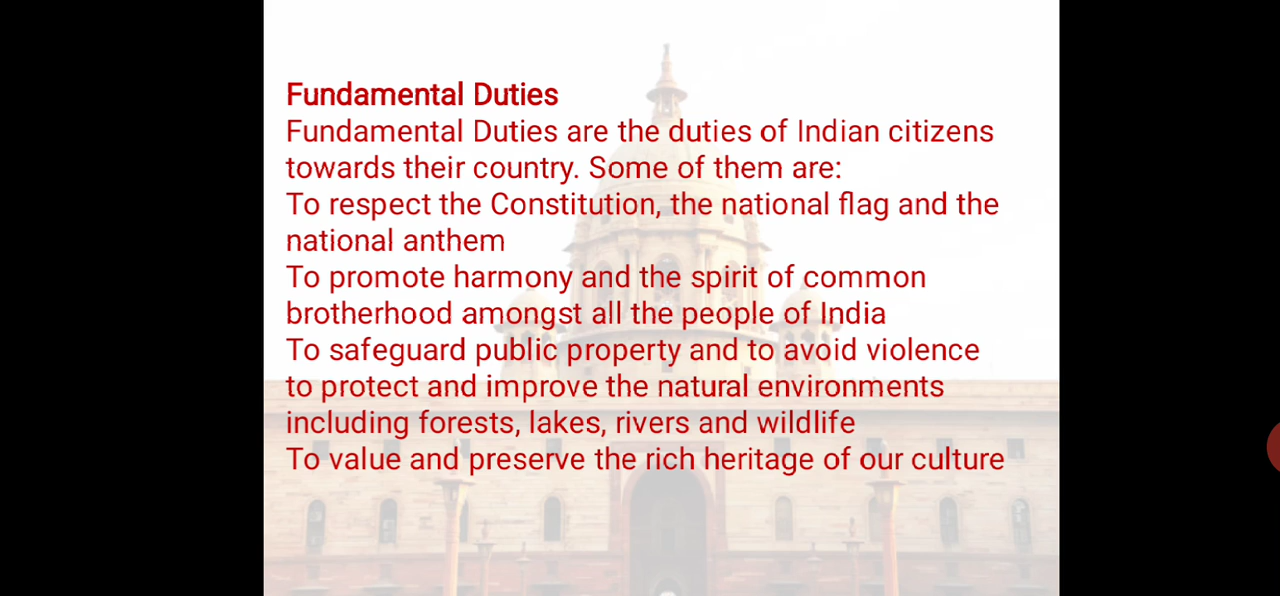 Fundamental Duties
Fundamental Duties are the duties of Indian citizens
towards their country. Some of them are:
To respect the Constitution, the national flag and the
national anthem
To promote harmony and the spirit of common
brotherhood amongst all the people of India
To safeguard public property and to avoid violence
to protect and improve the natural environments
including forests, lakes, rivers and wildlife
To value and preserve the rich heritage of our culture